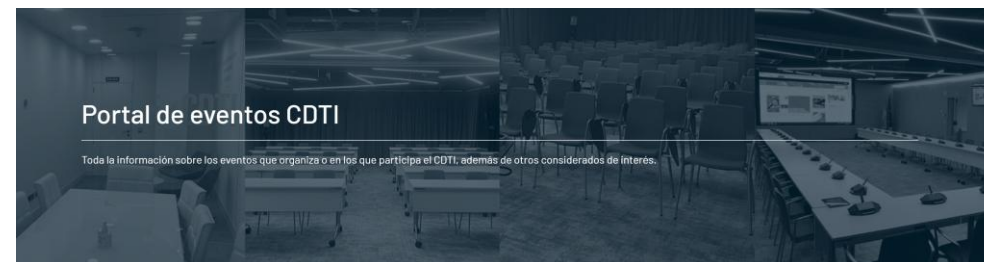 Portal de eventos CDTI
Toda la información sobre los eventos que organiza o en los que participa el CDTI, además de otros considerados de interés.